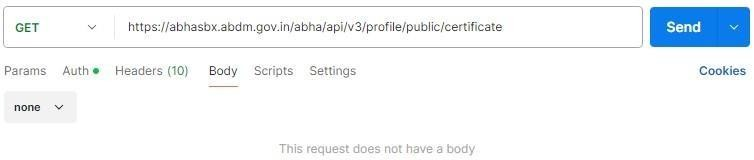 GET https://abhasbx.abdm.gov.in/abha/api/v3/profile/public/certificate Send
Params Auth Headers (10) Body Scripts Settings Cookies
none
This request does not have a body